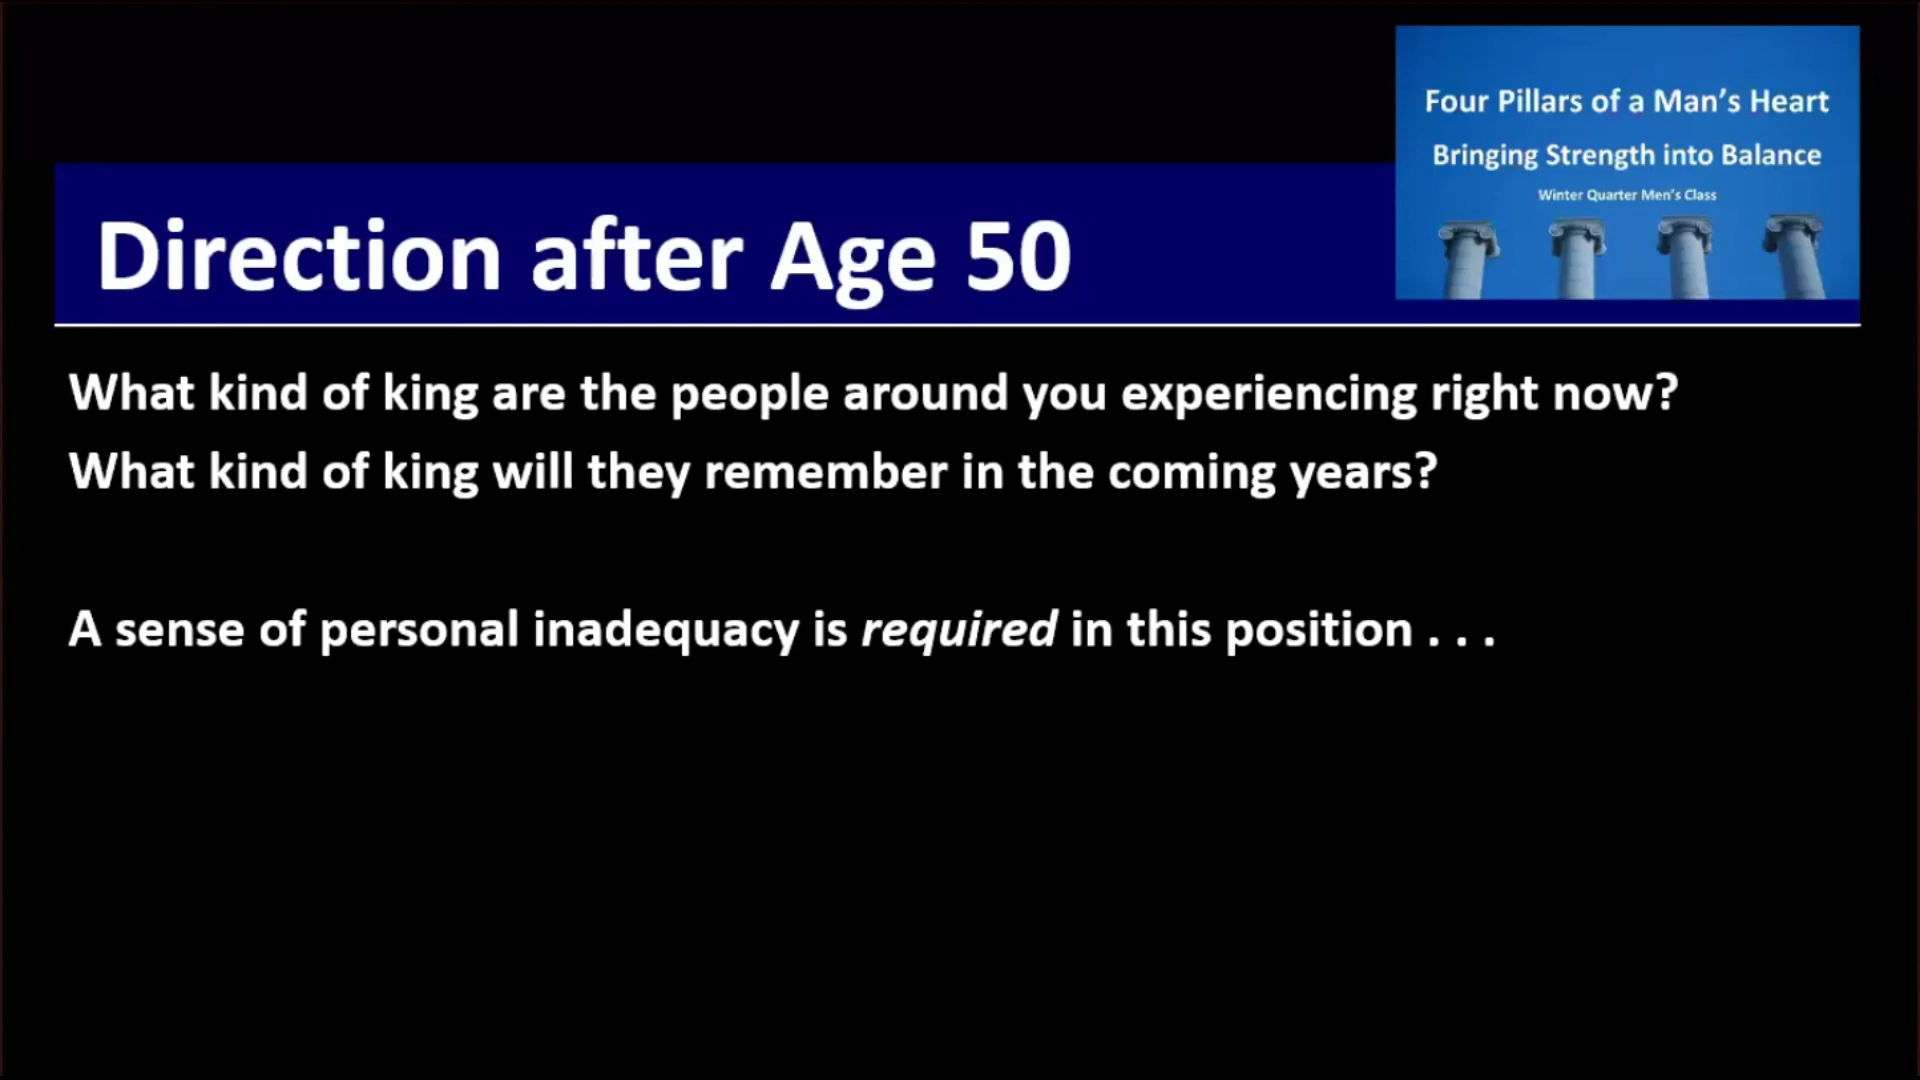 Four Pillars of a Man's Heart
Bringing Strength into Balance
Winter Quarter Men's Class
Direction after Age 50
What kind of king are the people around you experiencing right now?
What kind of king will they remember in the coming years?
A sense of personal inadequacy is required in this position . . .